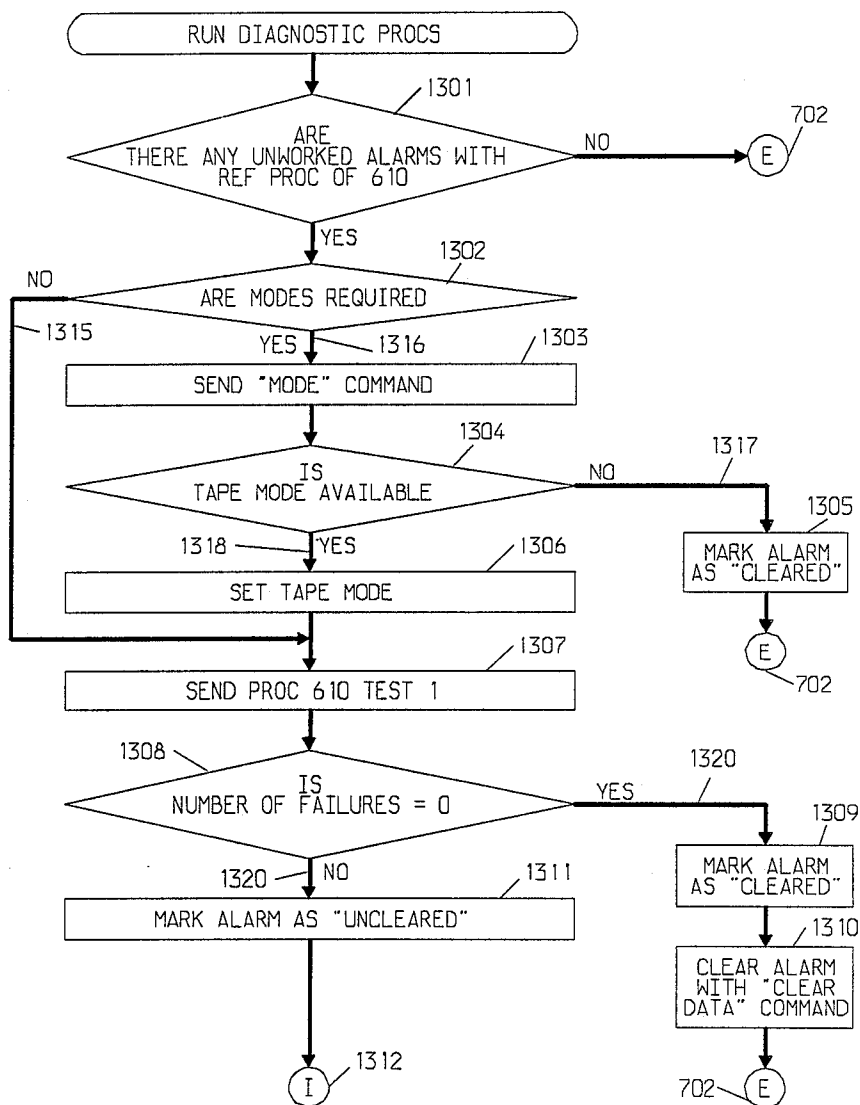 RUN DIAGNOSTIC PROCS
1301
ARE
THERE ANY UNWORKED ALARMS WITH
REF PROC OF 610
NO
702
E
YES
1302
NO
ARE MODES REQUIRED
1315
YES
1316
1303
SEND "MODE" COMMAND
1304
IS
TAPE MODE AVAILABLE
NO
1317
1305
MARK ALARM
AS "CLEARED"
E
702
1318
YES
1306
SET TAPE MODE
1307
SEND PROC 610 TEST 1
1308
IS
NUMBER OF FAILURES = 0
YES
1320
1309
MARK ALARM
AS "CLEARED"
1310
CLEAR ALARM
WITH "CLEAR
DATA" COMMAND
702
E
1320
NO
1311
MARK ALARM AS "UNCLEARED"
I
1312